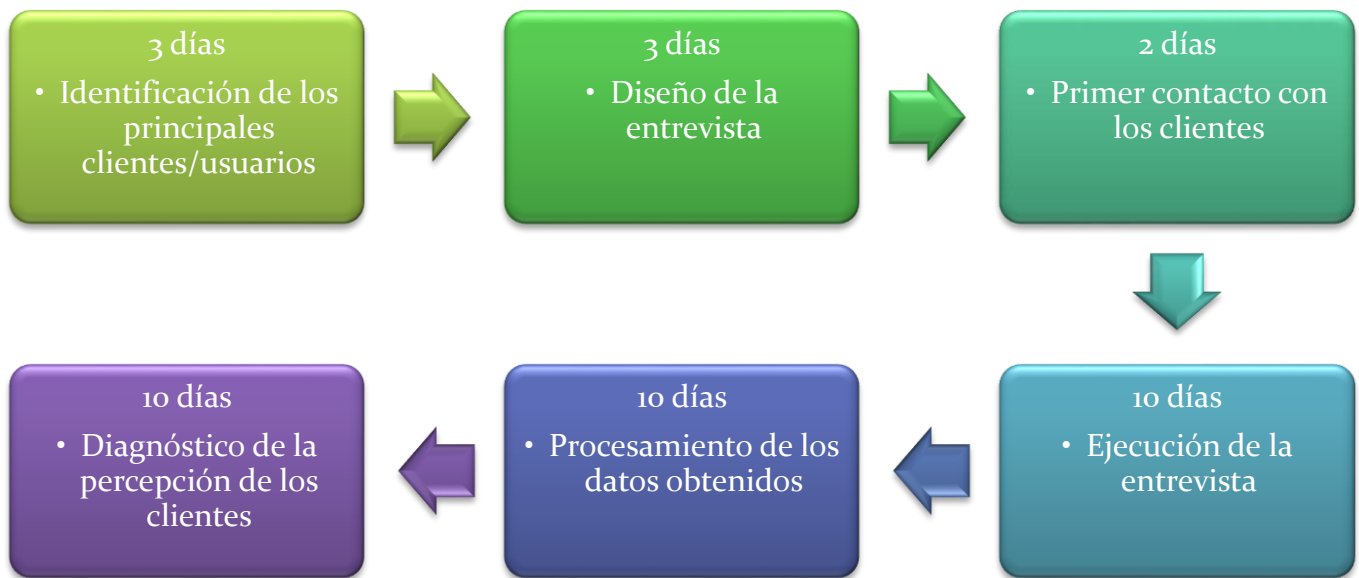 3 días
• Identificación de los
principales
clientes/usuarios
3 días
• Diseño de la
entrevista
2 días
• Primer contacto con
los clientes
10 días
• Ejecución de la
entrevista
10 días
• Procesamiento de los
datos obtenidos
10 días
• Diagnóstico de la
percepción de los
clientes